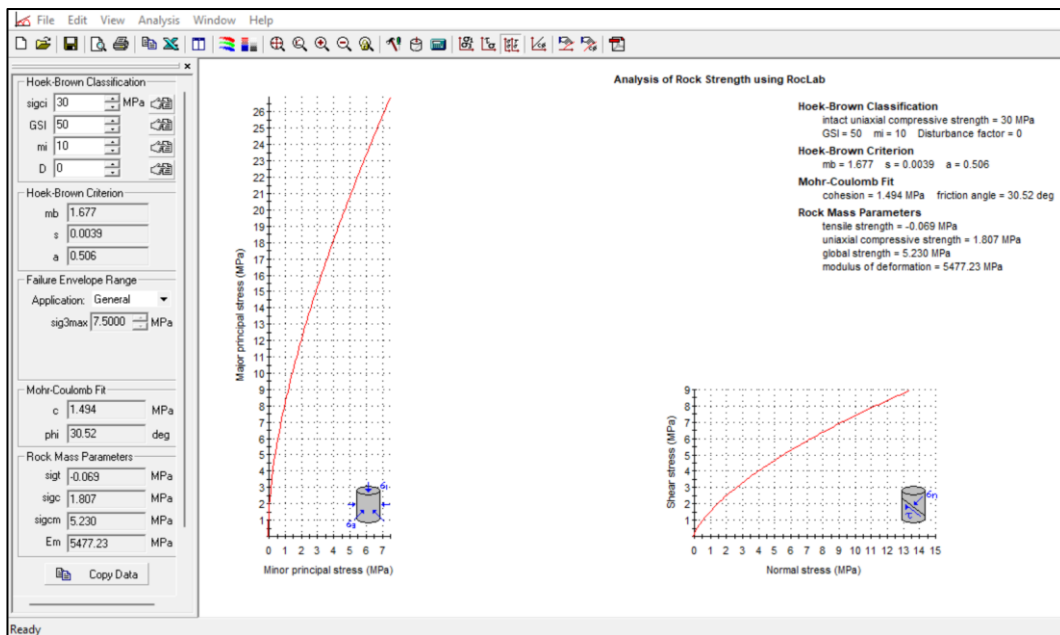 File Edit View Analysis Window Help
Hoek-Brown Classification
sigci 30 MPa
GSI 50
mi 10
D 0
Hoek-Brown Criterion
mb 1.677
s 0.0039
a 0.506
Failure Envelope Range
Application: General
sig3max 7.5000 MPa
Mohr-Coulomb Fit
c 1.494 MPa
phi 30.52 deg
Rock Mass Parameters
sigt -0.069 MPa
sigc 1.807 MPa
sigcm 5.230 MPa
Em 5477.23 MPa
Copy Data
Ready
Analysis of Rock Strength using RocLab
Hoek-Brown Classification
intact uniaxial compressive strength = 30 MPa
GSI = 50 mi = 10 Disturbance factor = 0
Hoek-Brown Criterion
mb = 1.677 s = 0.0039 a = 0.506
Mohr-Coulomb Fit
cohesion = 1.494 MPa friction angle = 30.52 deg
Rock Mass Parameters
tensile strength = -0.069 MPa
uniaxial compressive strength = 1.807 MPa
global strength = 5.230 MPa
modulus of deformation = 5477.23 MPa
Major principal stress (MPa)
26
25
24
23
22
21
20
19
18
17
16
15
14
13
12
11
10
9
8
7
6
5
4
3
2
1
0 1 2 3 4 5 6 7
Minor principal stress (MPa)
σ1
σ3
Shear stress (MPa)
9
8
7
6
5
4
3
2
1
0 1 2 3 4 5 6 7 8 9 10 11 12 13 14 15
Normal stress (MPa)
σn
τ